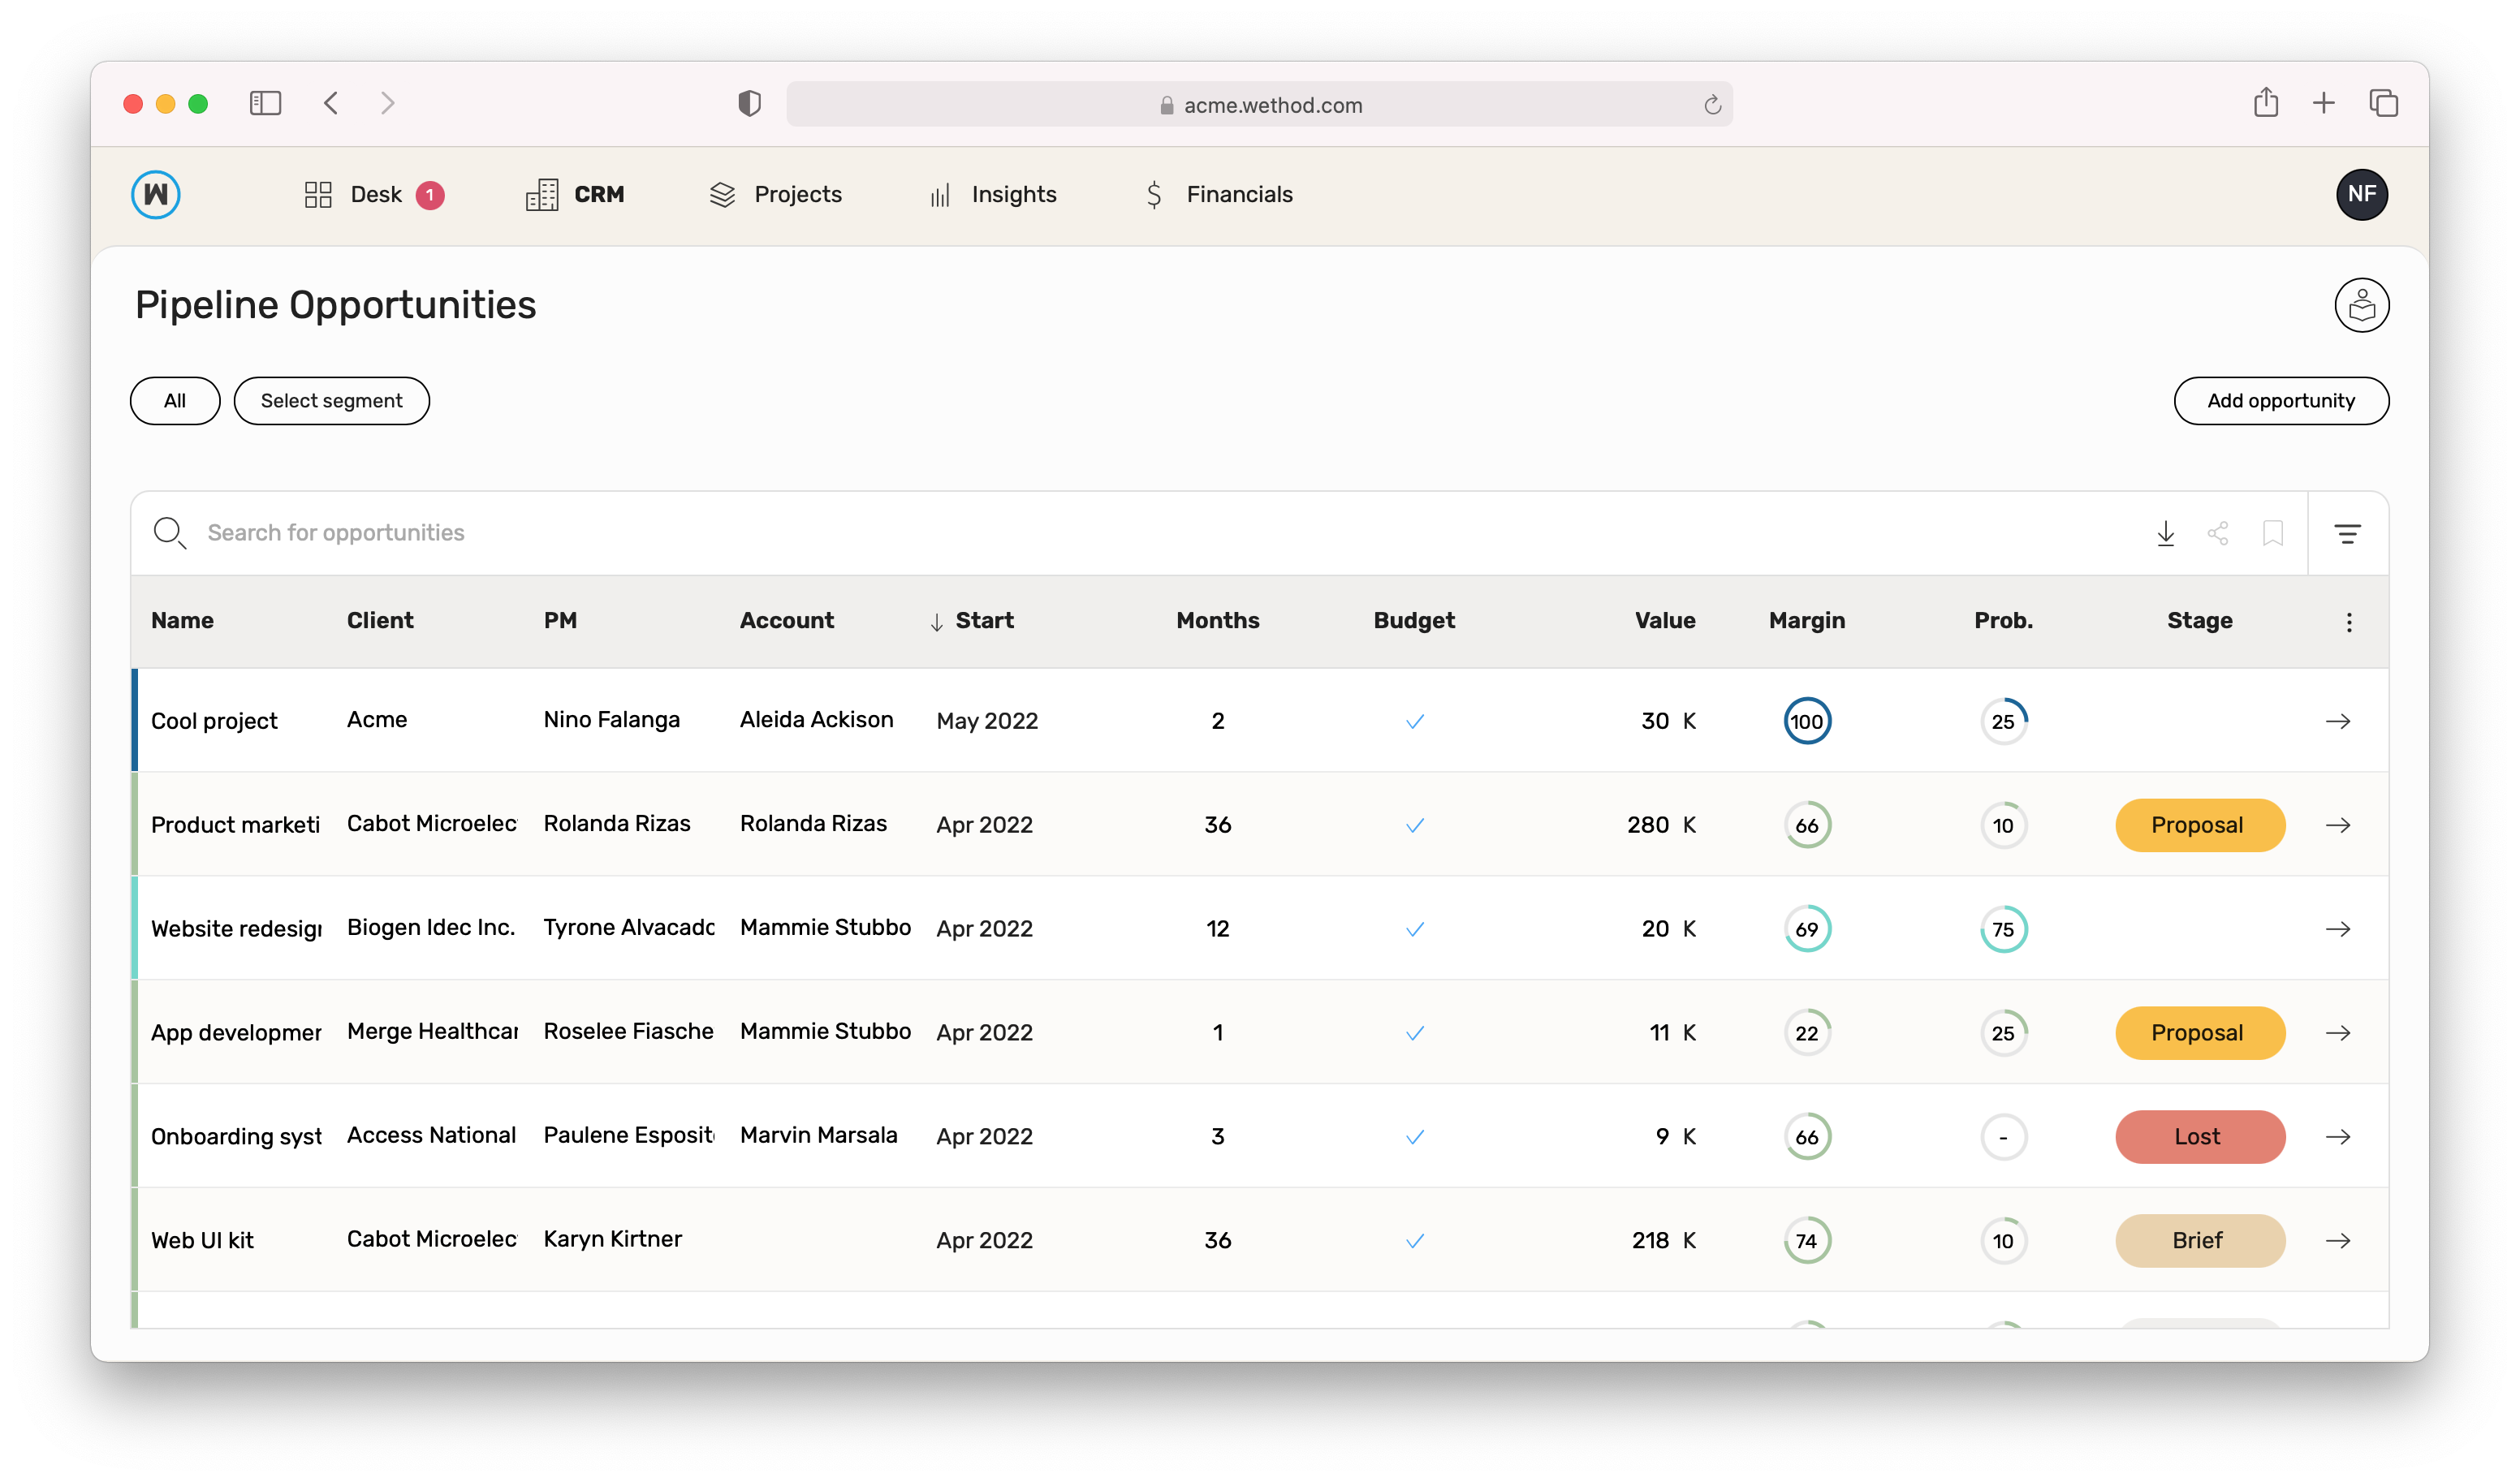 acme.wethod.com
W Desk 1 CRM Projects Insights Financials NF
Pipeline Opportunities
All Select segment Add opportunity
Search for opportunities
Name Client PM Account Start Months Budget Value Margin Prob. Stage
Cool project Acme Nino Falanga Aleida Ackison May 2022 2 30 K 100 25
Product marketi Cabot Microelec Rolanda Rizas Rolanda Rizas Apr 2022 36 280 K 66 10 Proposal
Website redesign Biogen Idec Inc. Tyrone Alvacado Mammie Stubbo Apr 2022 12 20 K 69 75
App developmen Merge Healthcar Roselee Fiasche Mammie Stubbo Apr 2022 1 11 K 22 25 Proposal
Onboarding syst Access National Paulene Esposito Marvin Marsala Apr 2022 3 9 K 66 - Lost
Web UI kit Cabot Microelec Karyn Kirtner Apr 2022 36 218 K 74 10 Brief